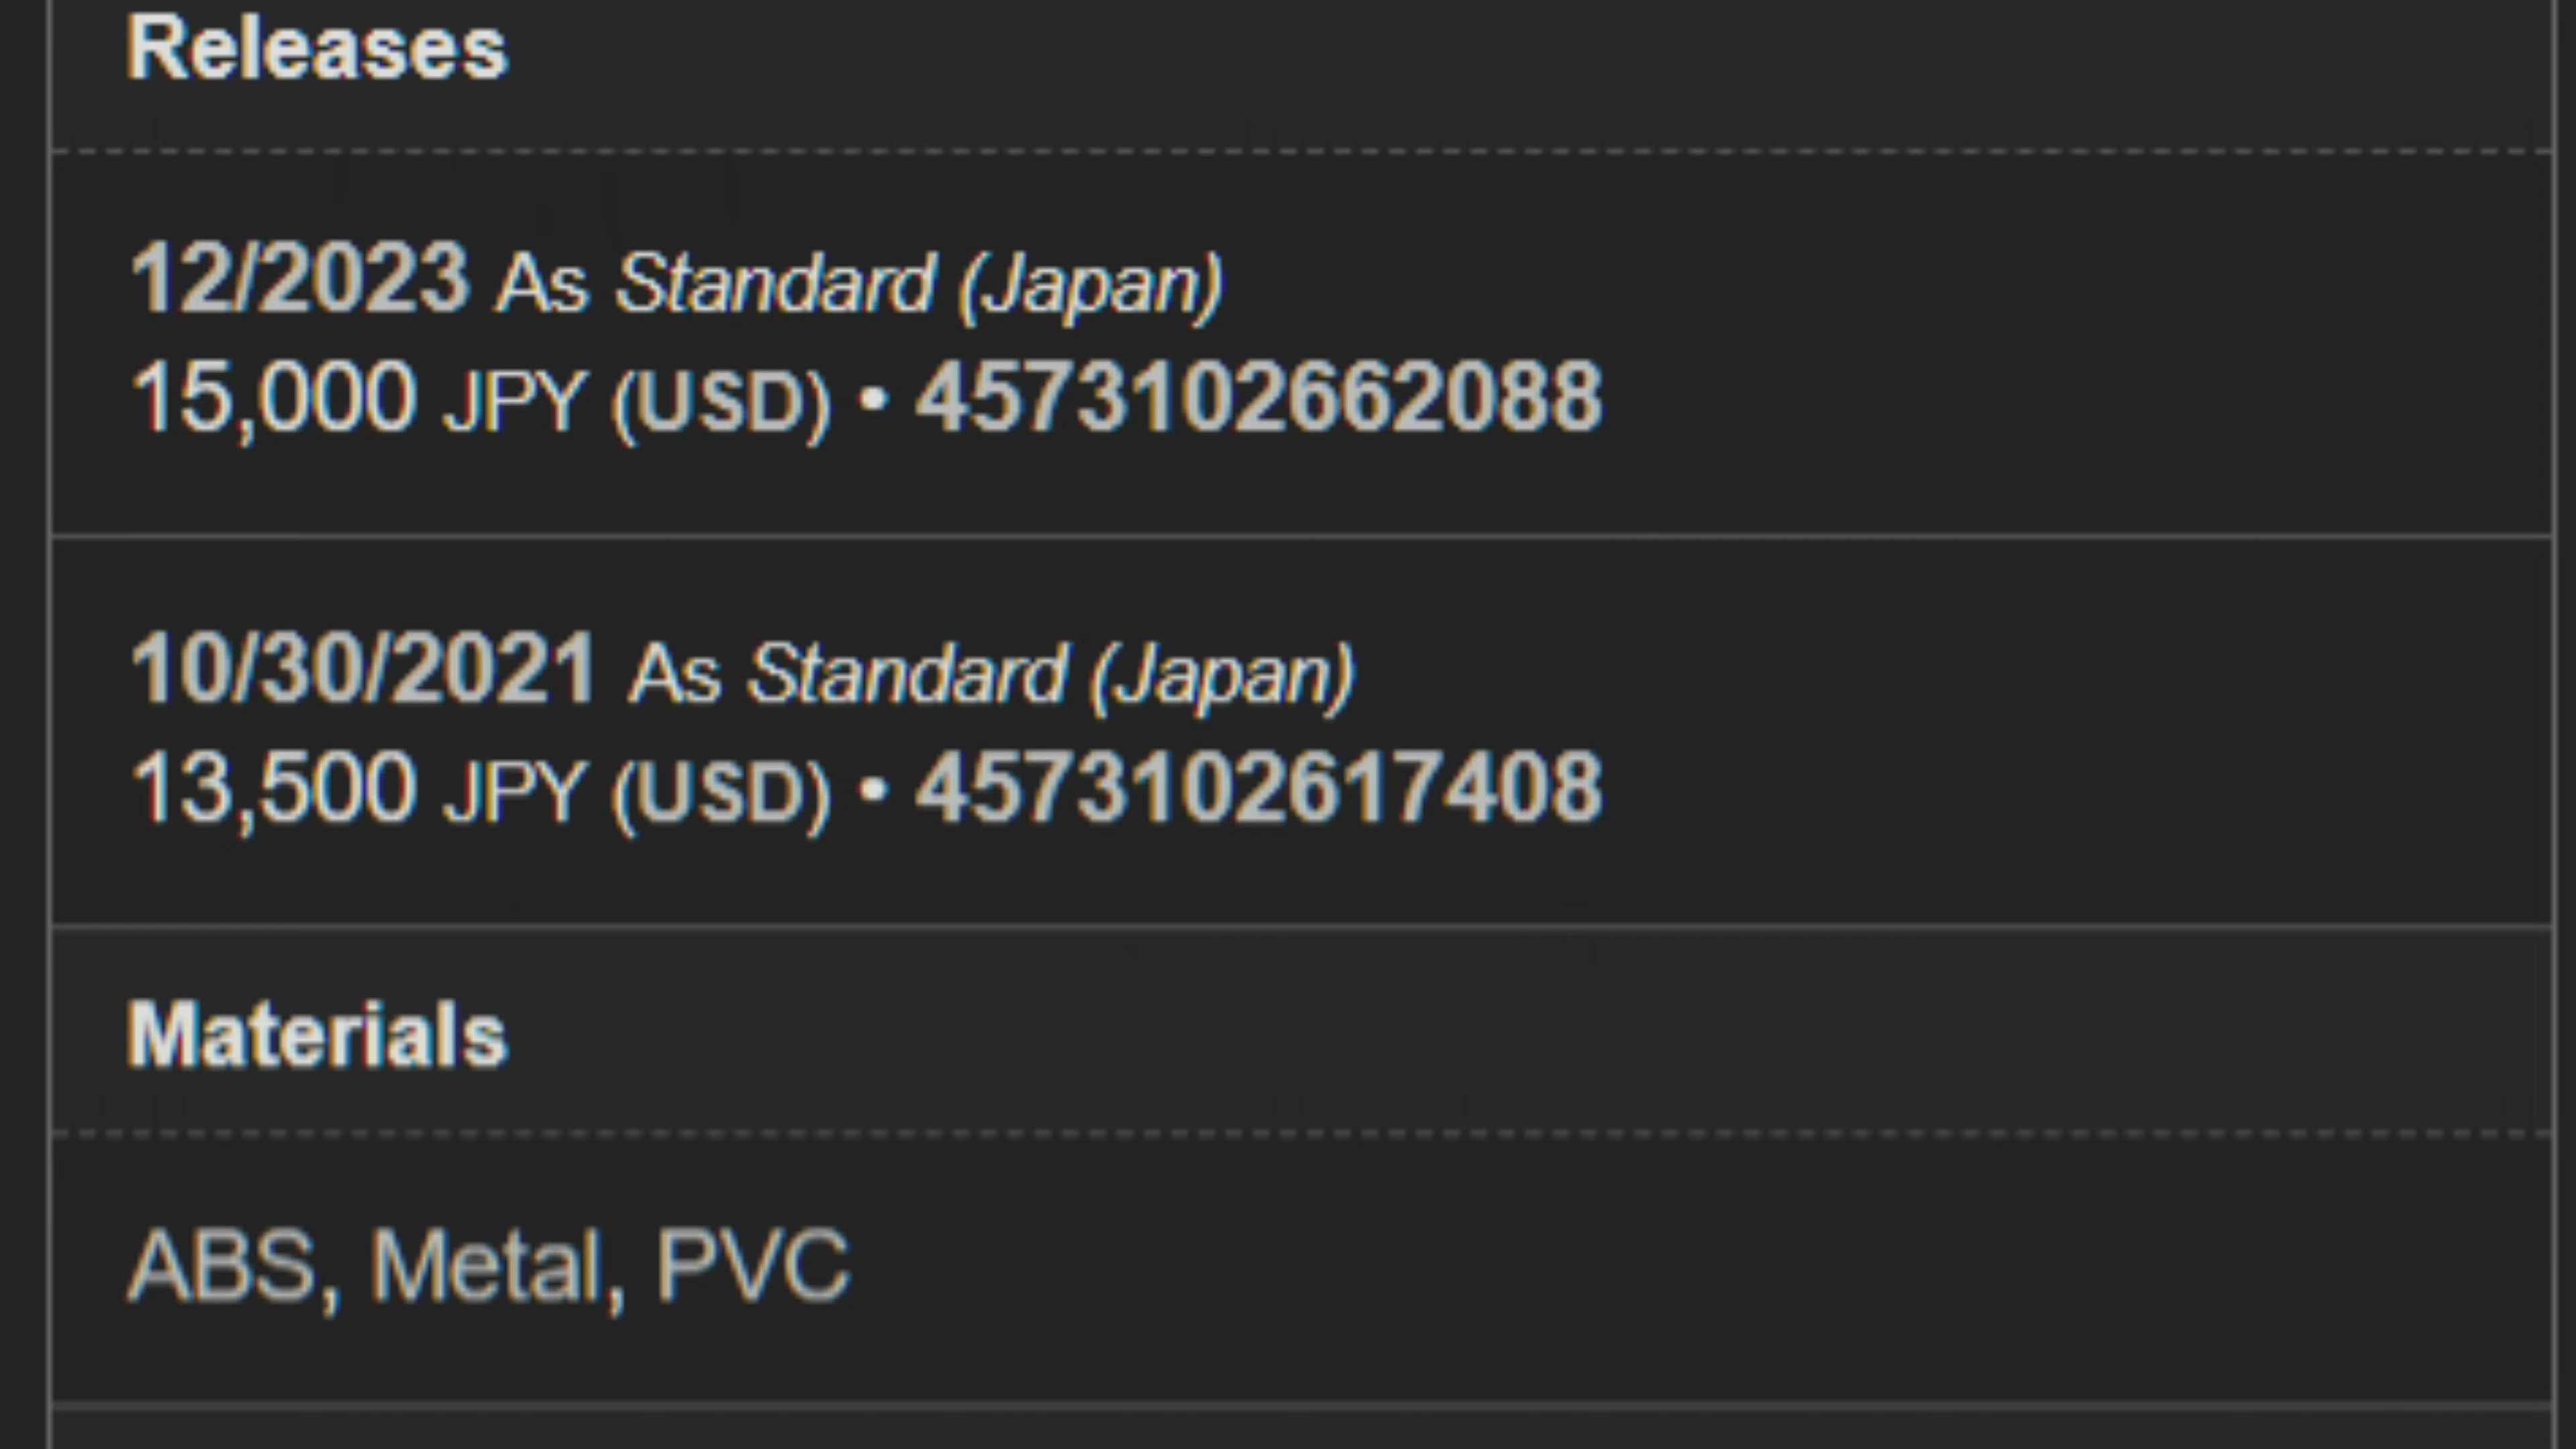 Releases
12/2023 As Standard (Japan)
15,000 JPY (USD) • 4573102662088
10/30/2021 As Standard (Japan)
13,500 JPY (USD) • 4573102617408
Materials
ABS, Metal, PVC